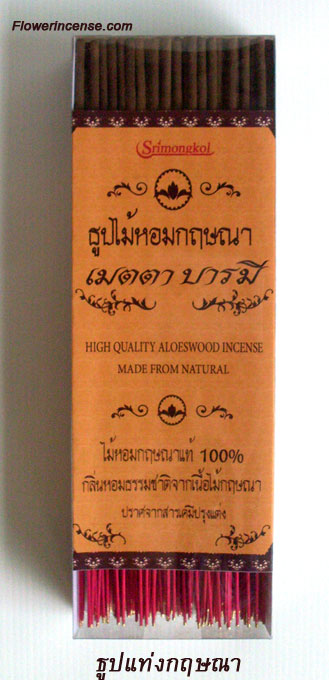 Flowerincense.com
Srimongkol
ธูปไม้หอมกฤษณา
เมตตา บารมี
HIGH QUALITY ALOESWOOD INCENSE
MADE FROM NATURAL
ไม้หอมกฤษณาแท้ 100%
กลิ่นหอมธรรมชาติจากเนื้อไม้กฤษณา
ปราศจากสารเคมีปรุงแต่ง
ธูปแท่งกฤษณา